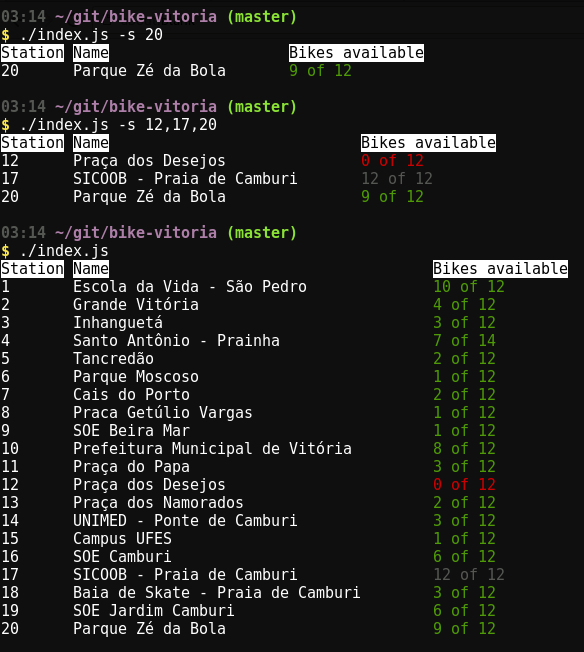 03:14 ~/git/bike-vitoria (master)
$ ./index.js -s 20
Station Name Bikes available
20 Parque Zé da Bola 9 of 12
03:14 ~/git/bike-vitoria (master)
$ ./index.js -s 12,17,20
Station Name Bikes available
12 Praça dos Desejos 0 of 12
17 SICOOB - Praia de Camburi 12 of 12
20 Parque Zé da Bola 9 of 12
03:14 ~/git/bike-vitoria (master)
$ ./index.js
Station Name Bikes available
1 Escola da Vida - São Pedro 10 of 12
2 Grande Vitória 4 of 12
3 Inhanguetá 3 of 12
4 Santo Antônio - Prainha 7 of 14
5 Tancredão 2 of 12
6 Parque Moscoso 1 of 12
7 Cais do Porto 2 of 12
8 Praca Getúlio Vargas 1 of 12
9 SOE Beira Mar 1 of 12
10 Prefeitura Municipal de Vitória 8 of 12
11 Praça do Papa 3 of 12
12 Praça dos Desejos 0 of 12
13 Praça dos Namorados 2 of 12
14 UNIMED - Ponte de Camburi 3 of 12
15 Campus UFES 1 of 12
16 SOE Camburi 6 of 12
17 SICOOB - Praia de Camburi 12 of 12
18 Baia de Skate - Praia de Camburi 3 of 12
19 SOE Jardim Camburi 6 of 12
20 Parque Zé da Bola 9 of 12